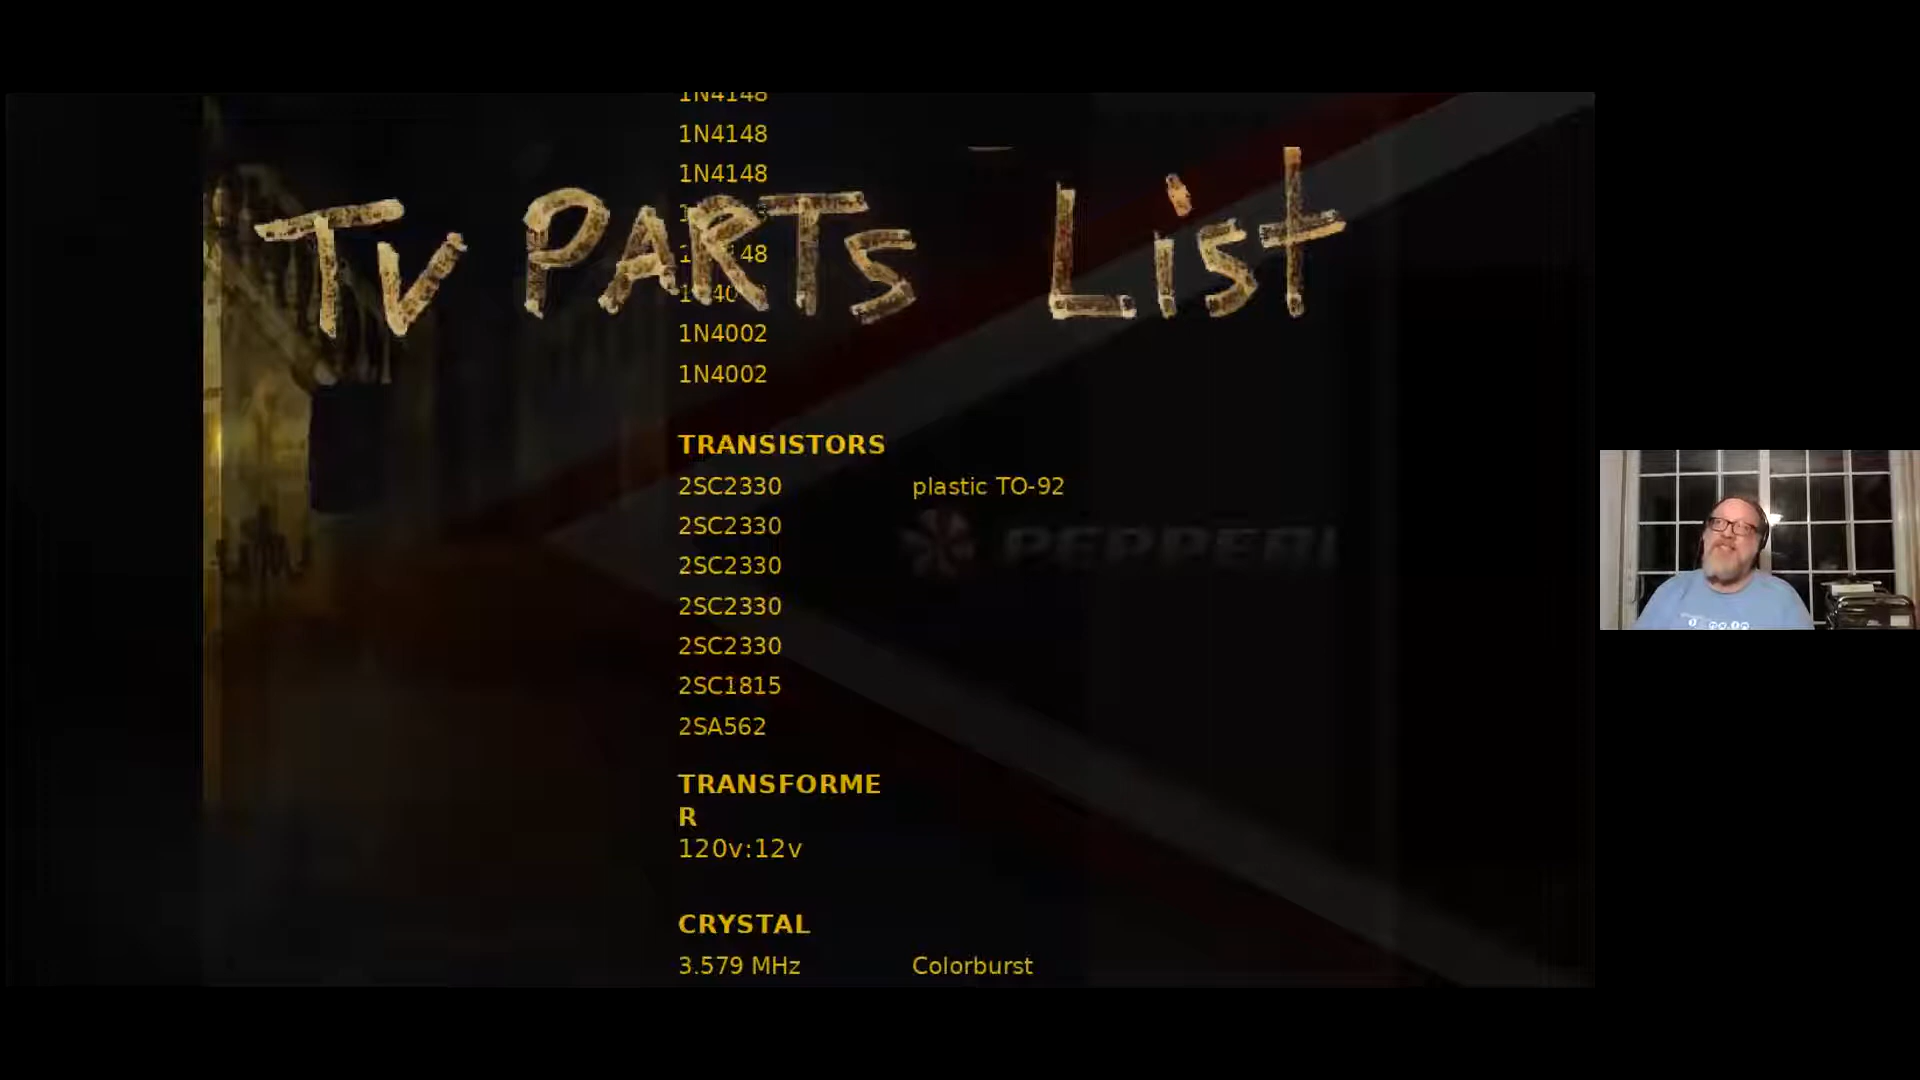 1N4148
1N4148
1N4148
TV PARTS List
48
1N4002
1N4002
TRANSISTORS
2SC2330 plastic TO-92
2SC2330
2SC2330
2SC2330
2SC2330
2SC1815
2SA562
TRANSFORME
R
120v:12v
CRYSTAL
3.579 MHz Colorburst